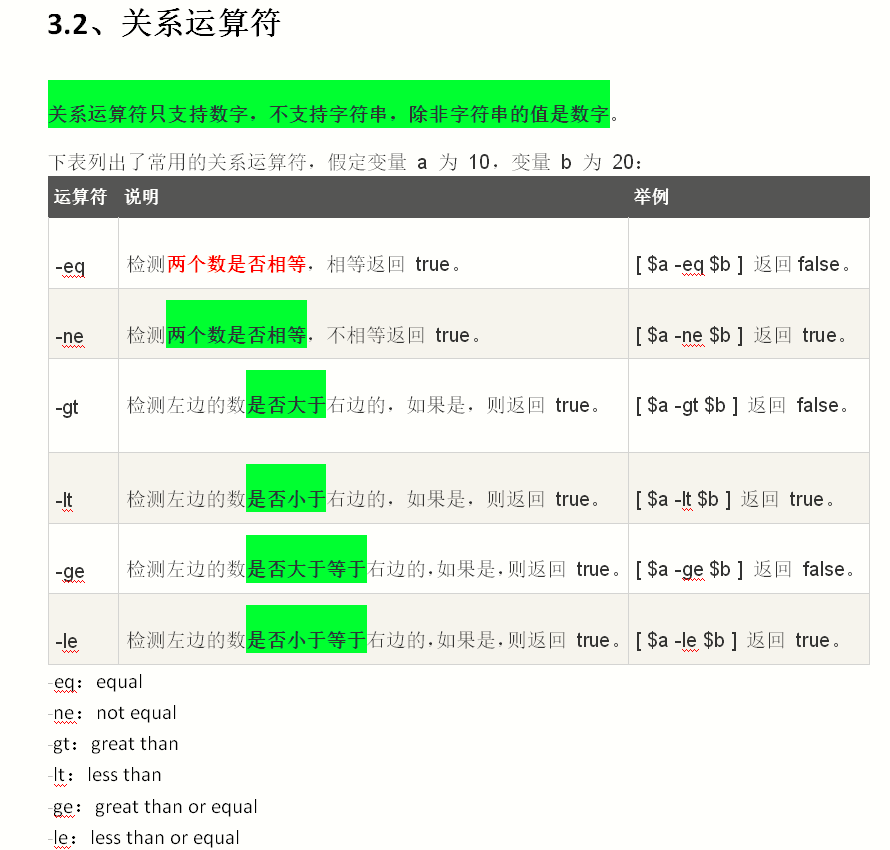 3.2、关系运算符
关系运算符只支持数字，不支持字符串，除非字符串的值是数字。
下表列出了常用的关系运算符，假定变量 a 为 10，变量 b 为 20：
运算符 说明 举例
-eq 检测两个数是否相等，相等返回 true。 [ $a -eq $b ] 返回 false。
-ne 检测两个数是否相等，不相等返回 true。 [ $a -ne $b ] 返回 true。
-gt 检测左边的数是否大于右边的，如果是，则返回 true。 [ $a -gt $b ] 返回 false。
-lt 检测左边的数是否小于右边的，如果是，则返回 true。 [ $a -lt $b ] 返回 true。
-ge 检测左边的数是否大于等于右边的，如果是，则返回 true。 [ $a -ge $b ] 返回 false。
-le 检测左边的数是否小于等于右边的，如果是，则返回 true。 [ $a -le $b ] 返回 true。
-eq：equal
-ne：not equal
-gt：great than
-lt：less than
-ge：great than or equal
-le：less than or equal